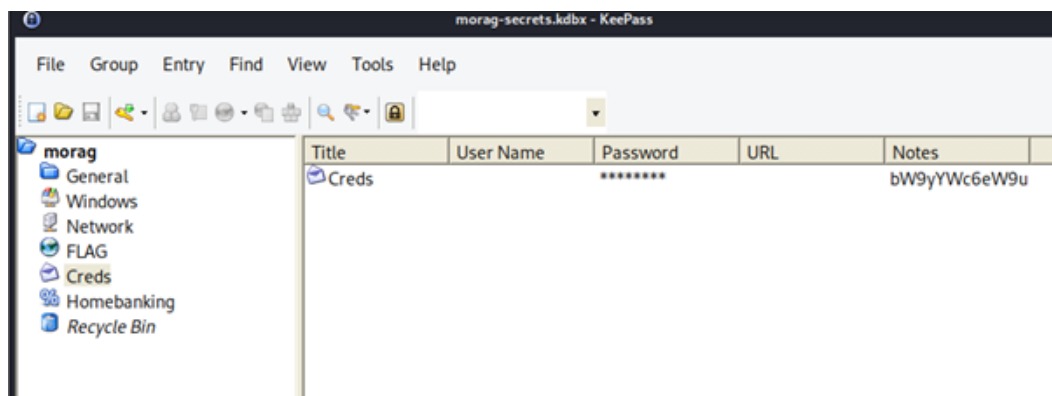 morag-secrets.kdbx - KeePass
File Group Entry Find View Tools Help
morag
General
Windows
Network
FLAG
Creds
Homebanking
Recycle Bin
Title User Name Password URL Notes
Creds ******** bW9yYWc6eW9u